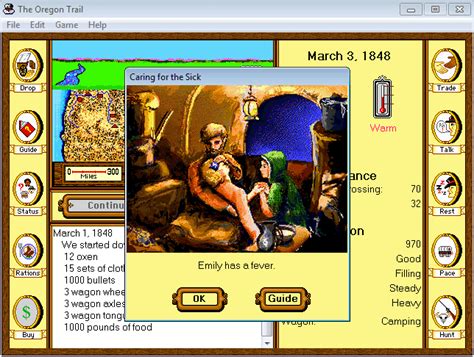 The Oregon Trail
File Edit Game Help
Drop
Guide
Status
Rations
Buy
0 Miles 300
Continu
Caring for the Sick
Emily has a fever.
OK
Guide
March 3, 1848
Warm
ance
rossing: 70
32
on
970
Good
Filling
Steady
Heavy
Wagon: Camping
Trade
Talk
Rest
Pace
Hunt
March 1, 1848
We started do
12 oxen
15 sets of cloth
1000 bullets
3 wagon whee
3 wagon axles
3 wagon tongu
1000 pounds of food